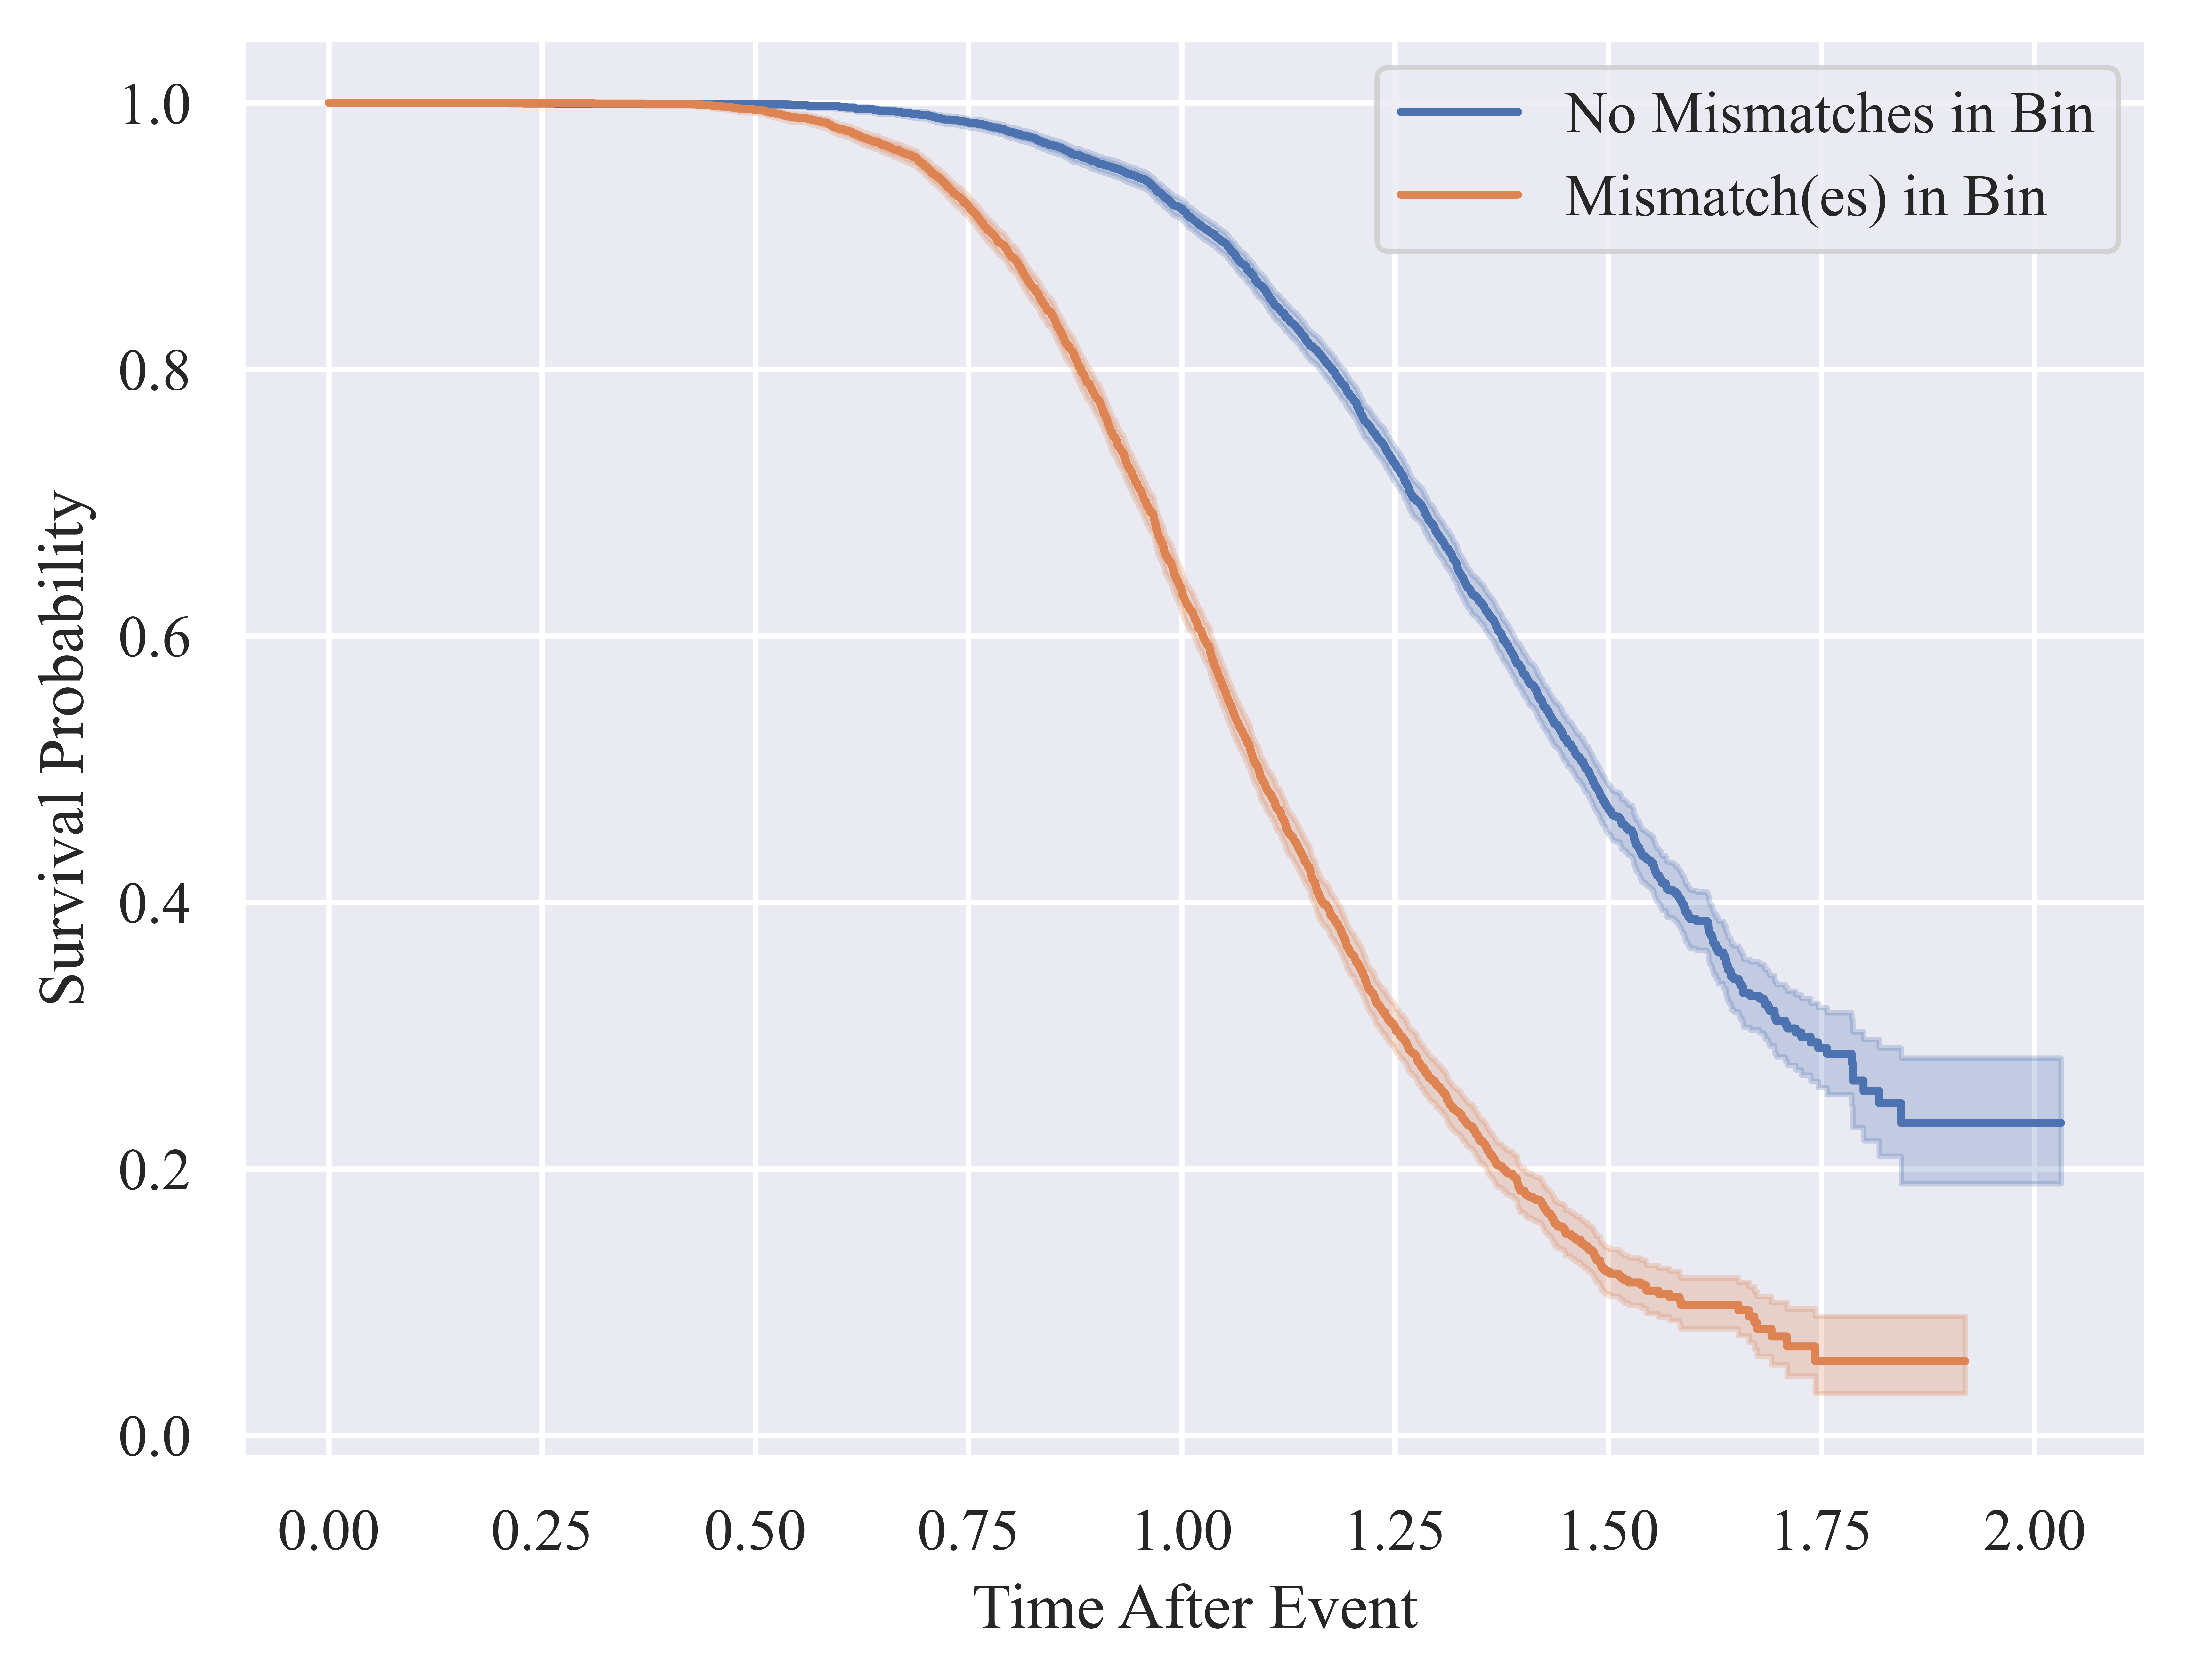 No Mismatches in Bin
Mismatch(es) in Bin
Survival Probability
1.0
0.8
0.6
0.4
0.2
0.0
0.00 0.25 0.50 0.75 1.00 1.25 1.50 1.75 2.00
Time After Event